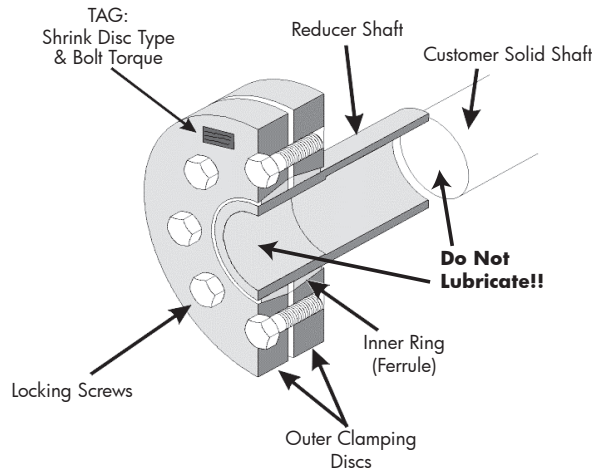 TAG:
Shrink Disc Type
& Bolt Torque
Reducer Shaft
Customer Solid Shaft
Do Not
Lubricate!!
Inner Ring
(Ferrule)
Locking Screws
Outer Clamping
Discs